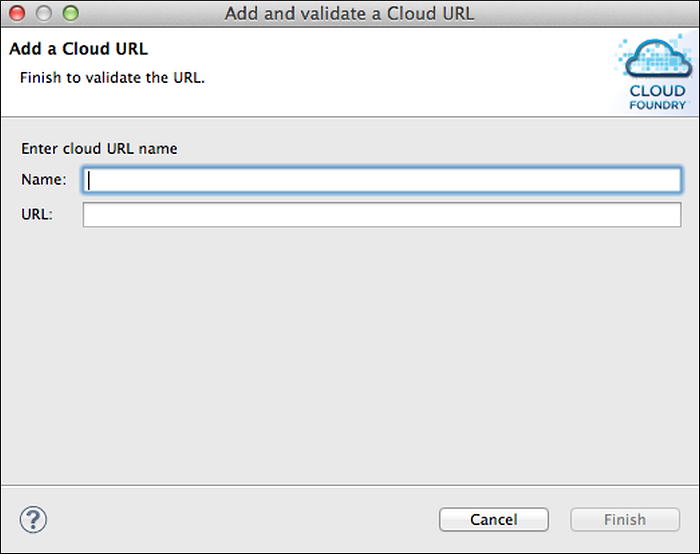 Add and validate a Cloud URL
Add a Cloud URL
Finish to validate the URL.
CLOUD
FOUNDRY
Enter cloud URL name
Name:
URL:
?
Cancel
Finish